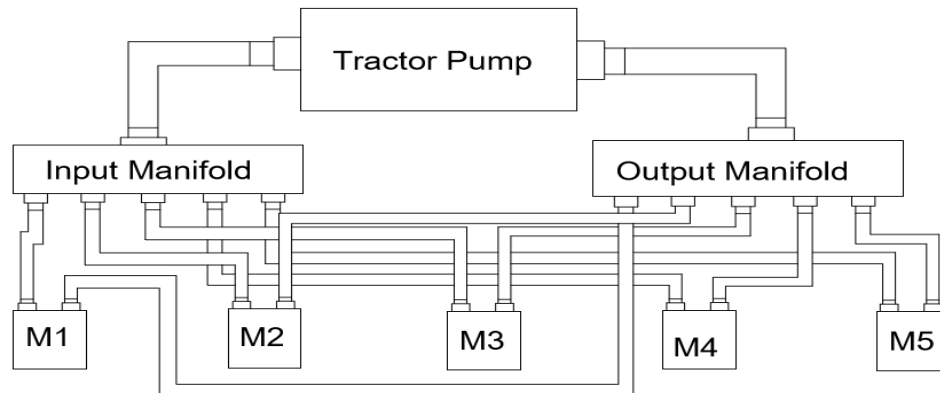 Tractor Pump
Input Manifold
Output Manifold
M1
M2
M3
M4
M5